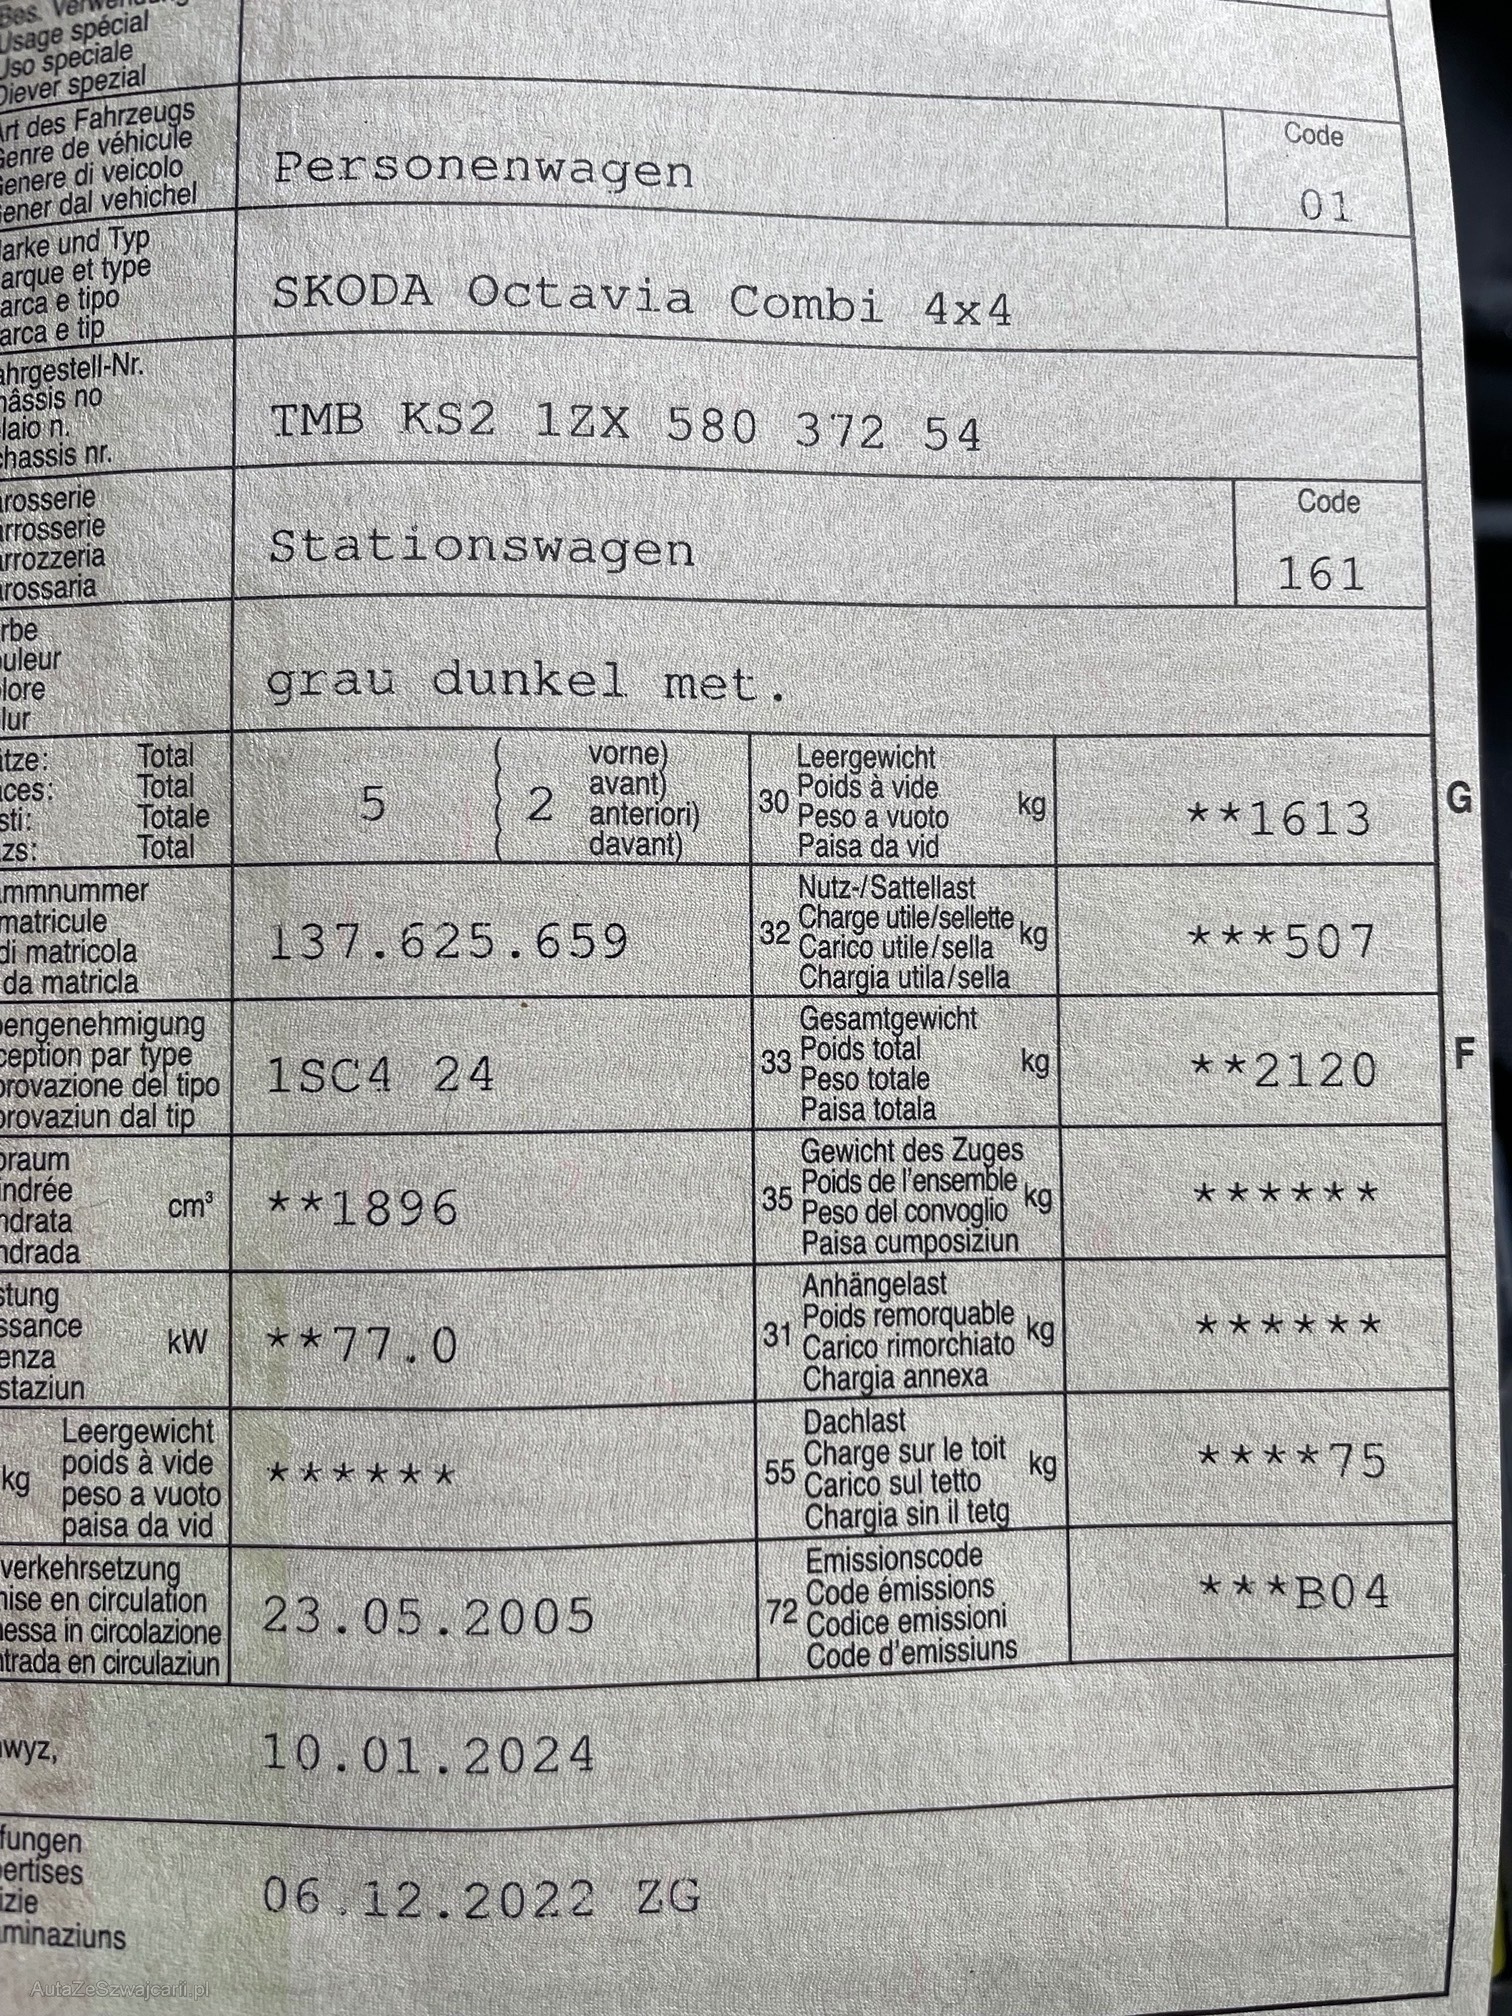 Bes. Verwendung
Usage spécial
Uso speciale
Diever spezial
Art des Fahrzeugs
Genre de véhicule
Genere di veicolo
Gener dal vehichel
Personenwagen
Code
01
arke und Typ
arque et type
arca e tipo
arca e tip
SKODA Octavia Combi 4x4
ahrgestell-Nr.
hâssis no
laio n.
chassis nr.
TMB KS2 1ZX 580 372 54
rosserie
arrosserie
arrozzeria
rossaria
Stationswagen
Code
161
rbe
uleur
lore
lur
grau dunkel met.
itze: Total
ces: Total
sti: Totale
zs: Total
5 ( 2
vorne)
avant)
anteriori)
davant)
30
Leergewicht
Poids à vide
Peso a vuoto
Paisa da vid
kg
**1613
G
ammnummer
matricule
di matricola
da matricla
137.625.659
32
Nutz-/Sattellast
Charge utile/sellette
Carico utile/sella
Chargia utila/sella
kg
***507
pengenehmigung
ception par type
provazione del tipo
provaziun dal tip
1SC4 24
33
Gesamtgewicht
Poids total
Peso totale
Paisa totala
kg
**2120
F
braum
indrée
ndrata
ndrada
cm³
**1896
35
Gewicht des Zuges
Poids de l'ensemble
Peso del convoglio
Paisa cumposiziun
kg
******
stung
ssance
enza
staziun
kW
**77.0
31
Anhängelast
Poids remorquable
Carico rimorchiato
Chargia annexa
kg
******
kg
Leergewicht
poids à vide
peso a vuoto
paisa da vid
******
55
Dachlast
Charge sur le toit
Carico sul tetto
Chargia sin il tetg
kg
****75
verkehrsetzung
mise en circulation
messa in circolazione
ntrada en circulaziun
23.05.2005
72
Emissionscode
Code émissions
Codice emissioni
Code d'emissiuns
***B04
wyz,
10.01.2024
fungen
ertises
izie
minaziuns
06.12.2022 ZG
AutaZeSzwajcarii.pl